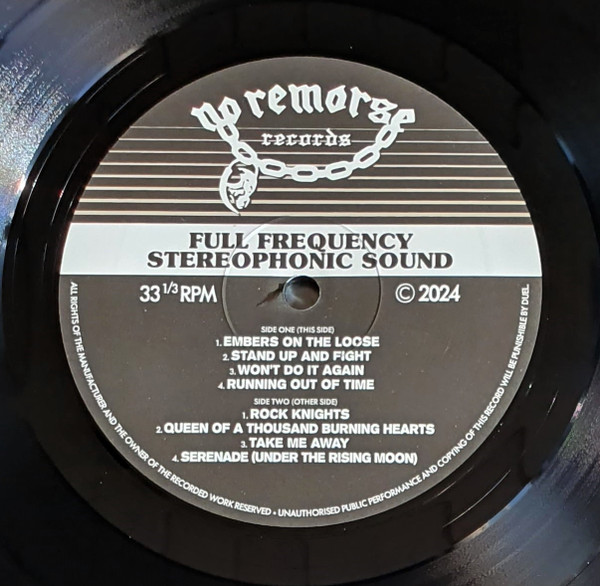 no remorse
records
FULL FREQUENCY
STEREOPHONIC SOUND
33 1/3 RPM
© 2024
SIDE ONE (THIS SIDE)
1. EMBERS ON THE LOOSE
2. STAND UP AND FIGHT
3. WON'T DO IT AGAIN
4. RUNNING OUT OF TIME
SIDE TWO (OTHER SIDE)
1. ROCK KNIGHTS
2. QUEEN OF A THOUSAND BURNING HEARTS
3. TAKE ME AWAY
4. SERENADE (UNDER THE RISING MOON)
ALL RIGHTS OF THE MANUFACTURER AND THE OWNER OF THE RECORDED WORK RESERVED • UNAUTHORISED PUBLIC PERFORMANCE AND COPYING OF THIS RECORD WILL BE PUNISHIBLE BY DUEL.